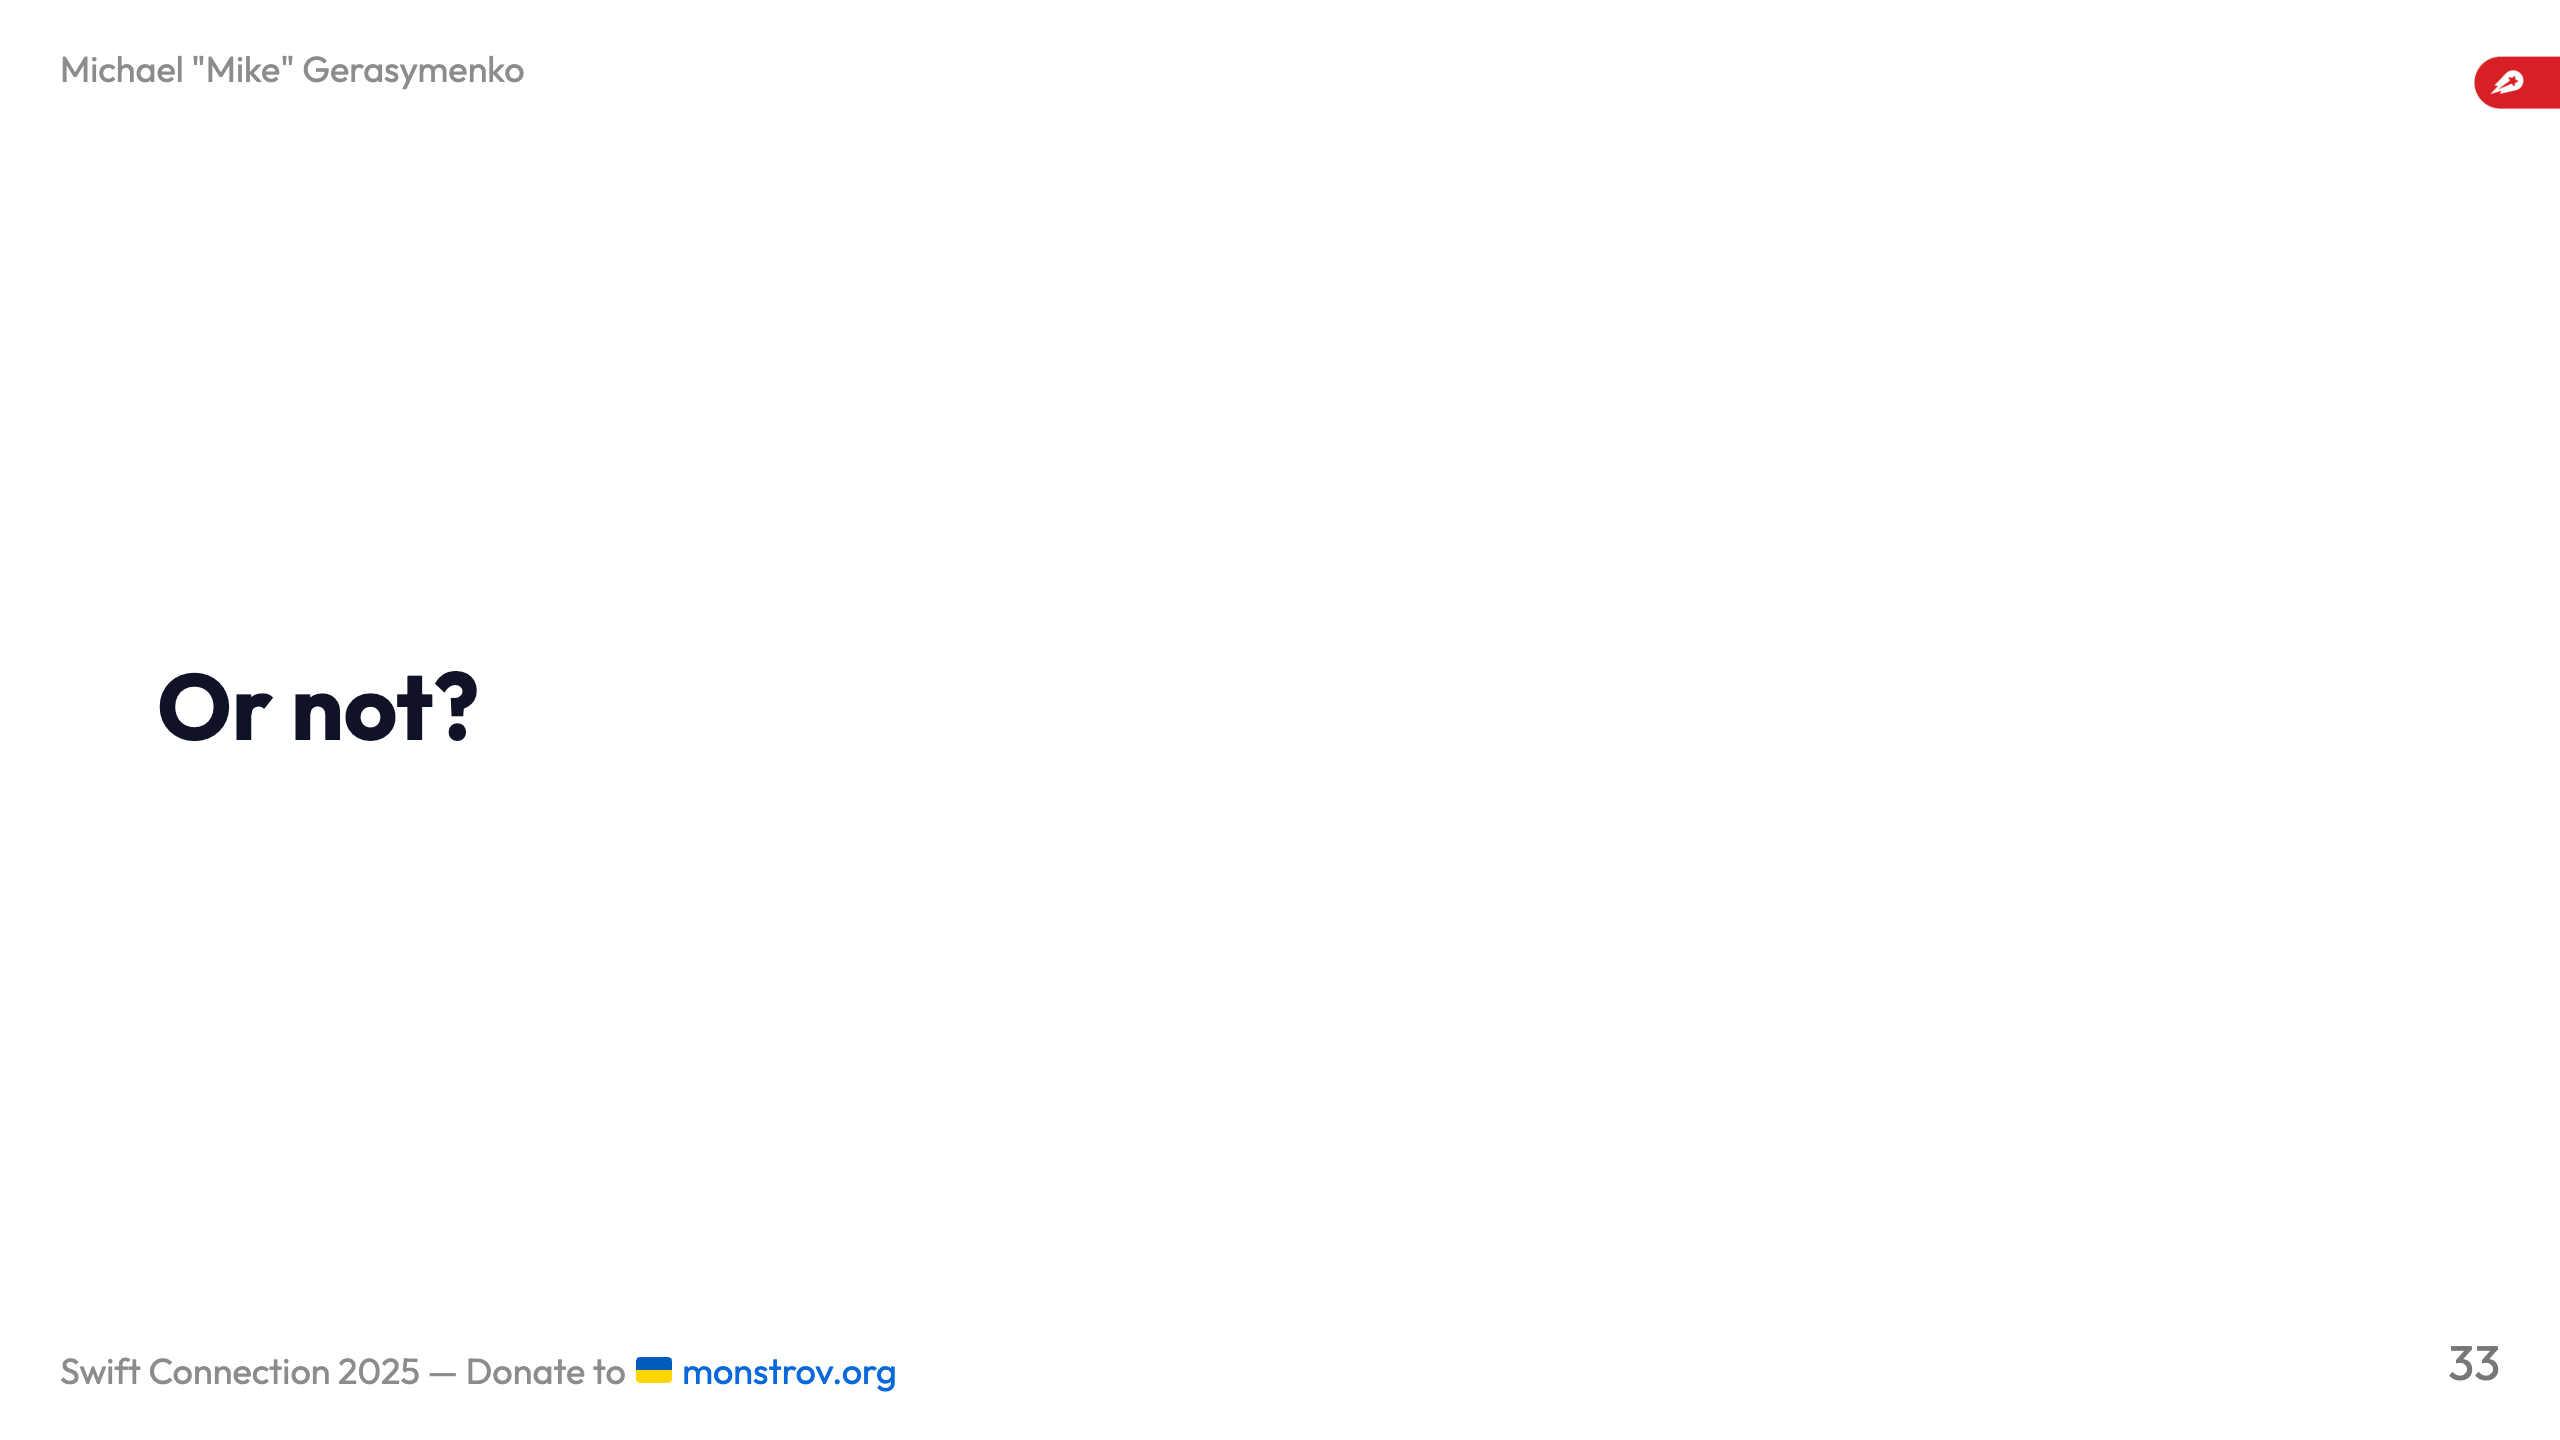 Michael "Mike" Gerasymenko
Or not?
Swift Connection 2025 — Donate to 🇺🇦 monstrov.org
33